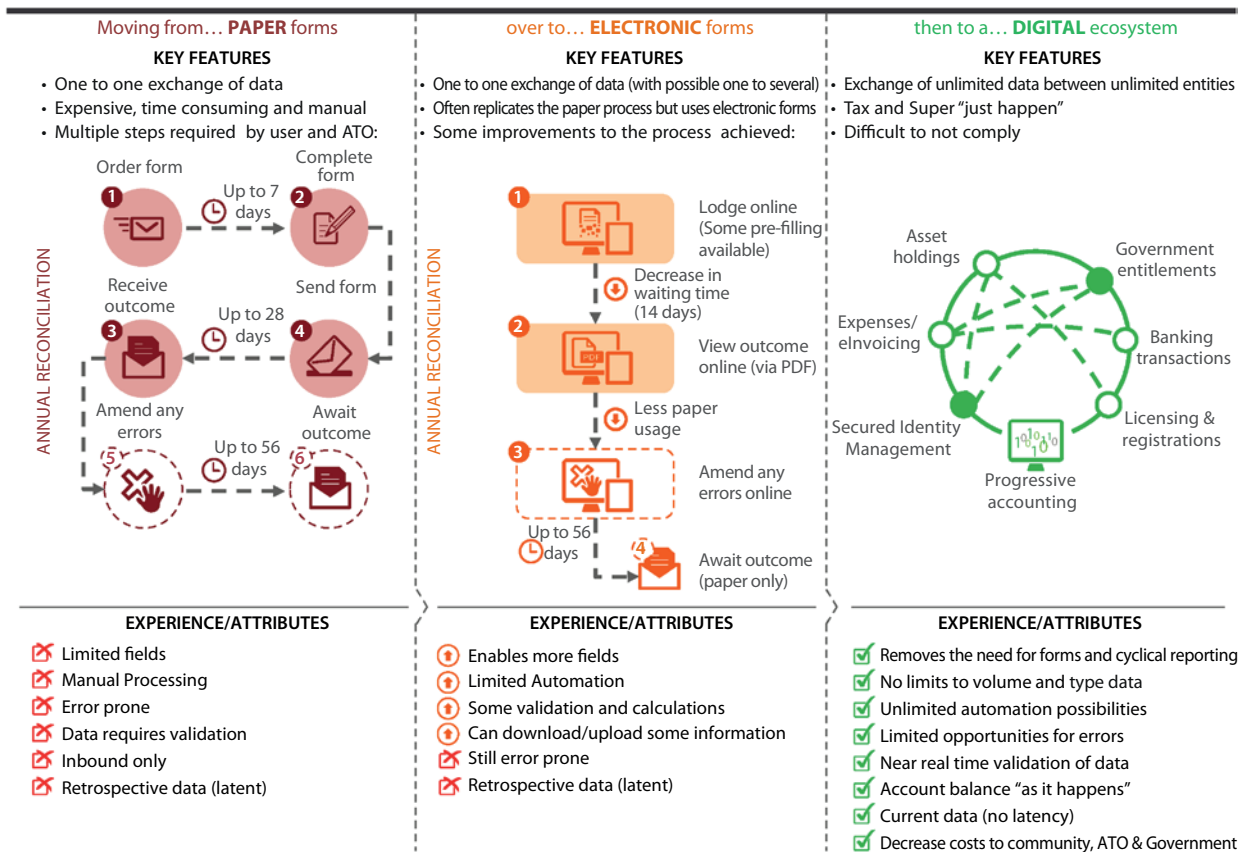 Moving from... PAPER forms
KEY FEATURES
• One to one exchange of data
• Expensive, time consuming and manual
• Multiple steps required by user and ATO:
ANNUAL RECONCILIATION
Order form
1
Up to 7
days
Complete
form
2
Receive
outcome
3
Up to 28
days
Send form
4
Amend any
errors
5
Up to 56
days
Await
outcome
6
EXPERIENCE/ATTRIBUTES
Limited fields
Manual Processing
Error prone
Data requires validation
Inbound only
Retrospective data (latent)
over to... ELECTRONIC forms
KEY FEATURES
• One to one exchange of data (with possible one to several)
• Often replicates the paper process but uses electronic forms
• Some improvements to the process achieved:
ANNUAL RECONCILIATION
1
Lodge online
(Some pre-filling
available)
Decrease in
waiting time
(14 days)
2
PDF
View outcome
online (via PDF)
Less paper
usage
3
Amend any
errors online
Up to 56
days
4
Await outcome
(paper only)
EXPERIENCE/ATTRIBUTES
Enables more fields
Limited Automation
Some validation and calculations
Can download/upload some information
Still error prone
Retrospective data (latent)
then to a... DIGITAL ecosystem
KEY FEATURES
• Exchange of unlimited data between unlimited entities
• Tax and Super “just happen”
• Difficult to not comply
Asset
holdings
Government
entitlements
Expenses/
eInvoicing
Banking
transactions
Secured Identity
Management
Licensing &
registrations
Progressive
accounting
EXPERIENCE/ATTRIBUTES
Removes the need for forms and cyclical reporting
No limits to volume and type data
Unlimited automation possibilities
Limited opportunities for errors
Near real time validation of data
Account balance “as it happens”
Current data (no latency)
Decrease costs to community, ATO & Government